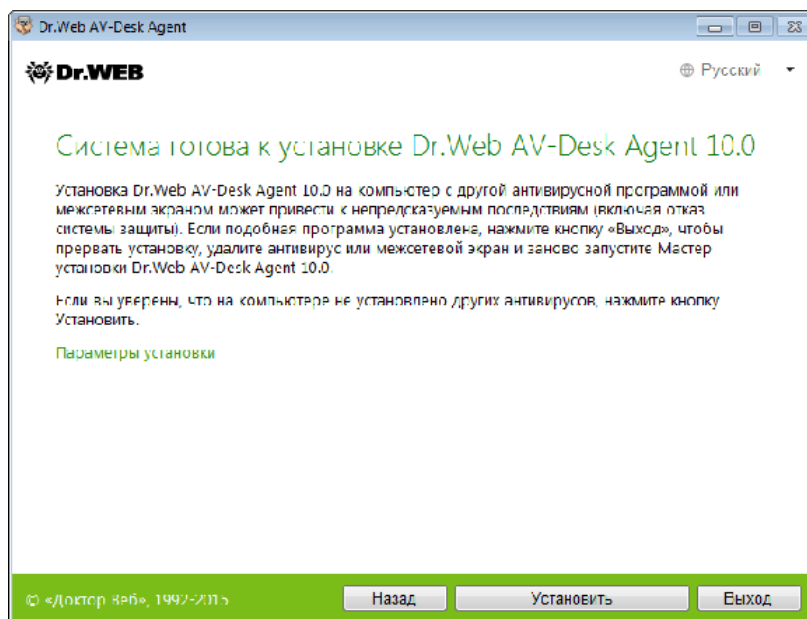 Dr.Web AV-Desk Agent
Dr.WEB
Русский
Система готова к установке Dr.Web AV-Desk Agent 10.0
Установка Dr.Web AV-Desk Agent 10.0 на компьютер с другой антивирусной программой или
межсетевым экраном может привести к непредсказуемым последствиям (включая отказ
системы защиты). Если подобная программа установлена, нажмите кнопку «Выход», чтобы
прервать установку, удалите антивирус или межсетевой экран и заново запустите Мастер
установки Dr.Web AV-Desk Agent 10.0.
Если вы уверены, что на компьютере не установлено других антивирусов, нажмите кнопку
Установить.
Параметры установки
© «Доктор Веб», 1992-2015
Назад
Установить
Выход